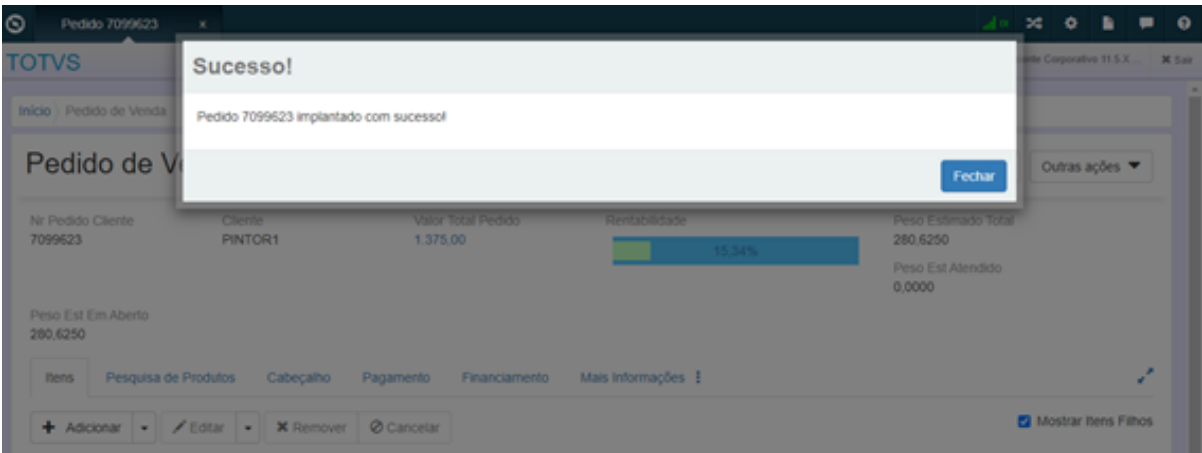 Pedido 7099623 x
TOTVS
Corporativo 11.5.X ... x Sair
Sucesso!
Início Pedido de Venda
Pedido 7099623 implantado com sucesso!
Pedido de V
Fechar
Outras ações
Nr Pedido Cliente Cliente Valor Total Pedido Rentabilidade Peso Estimado Total
7099623 PINTOR1 1.375,00 15,34% 280,6250
Peso Est Atendido
0,0000
Peso Est Em Aberto
280,6250
Itens Pesquisa de Produtos Cabeçalho Pagamento Financiamento Mais Informações
Adicionar Editar Remover Cancelar Mostrar Itens Filhos